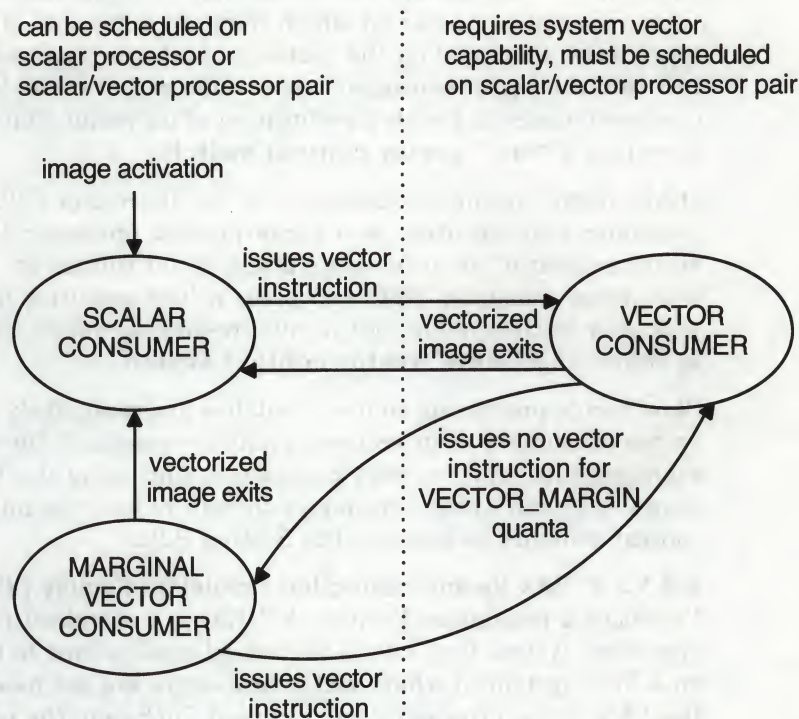 can be scheduled on
scalar processor or
scalar/vector processor pair
requires system vector
capability, must be scheduled
on scalar/vector processor pair
image activation
issues vector
instruction
SCALAR
CONSUMER
vectorized
image exits
VECTOR
CONSUMER
issues no vector
instruction for
VECTOR_MARGIN
quanta
vectorized
image exits
MARGINAL
VECTOR
CONSUMER
issues vector
instruction